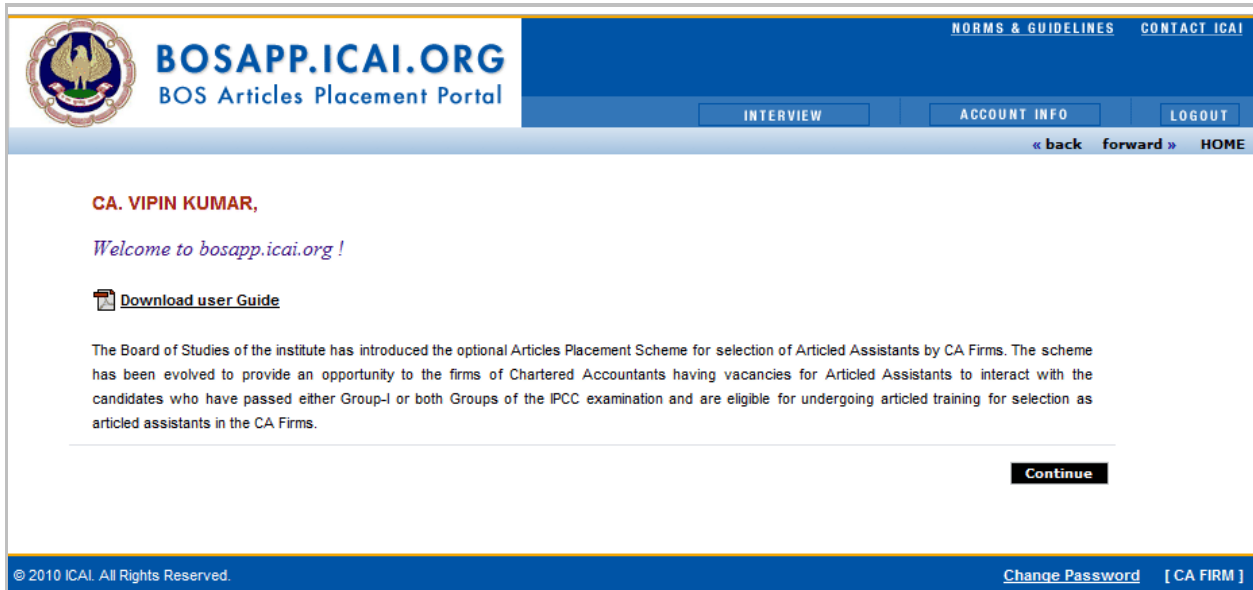 NORMS & GUIDELINES CONTACT ICAI
BOSAPP.ICAI.ORG
BOS Articles Placement Portal
INTERVIEW ACCOUNT INFO LOGOUT
« back forward » HOME
CA. VIPIN KUMAR,
Welcome to bosapp.icai.org !
Download user Guide
The Board of Studies of the institute has introduced the optional Articles Placement Scheme for selection of Articled Assistants by CA Firms. The scheme
has been evolved to provide an opportunity to the firms of Chartered Accountants having vacancies for Articled Assistants to interact with the
candidates who have passed either Group-I or both Groups of the IPCC examination and are eligible for undergoing articled training for selection as
articled assistants in the CA Firms.
Continue
© 2010 ICAI. All Rights Reserved. Change Password [ CA FIRM ]